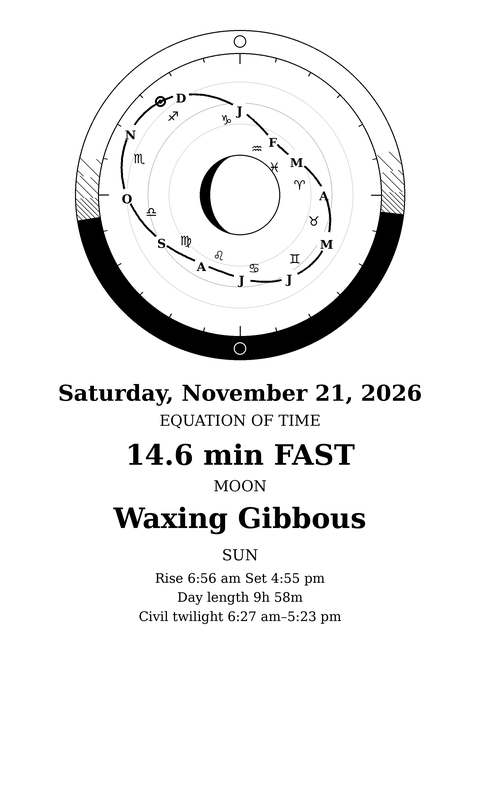 D
J
N
♐
♑
F
♒
M
♏
♓
♈
O
A
♎
♉
S
♍
M
♌
♊
A
♋
J
J
Saturday, November 21, 2026
EQUATION OF TIME
14.6 min FAST
MOON
Waxing Gibbous
SUN
Rise 6:56 am Set 4:55 pm
Day length 9h 58m
Civil twilight 6:27 am–5:23 pm